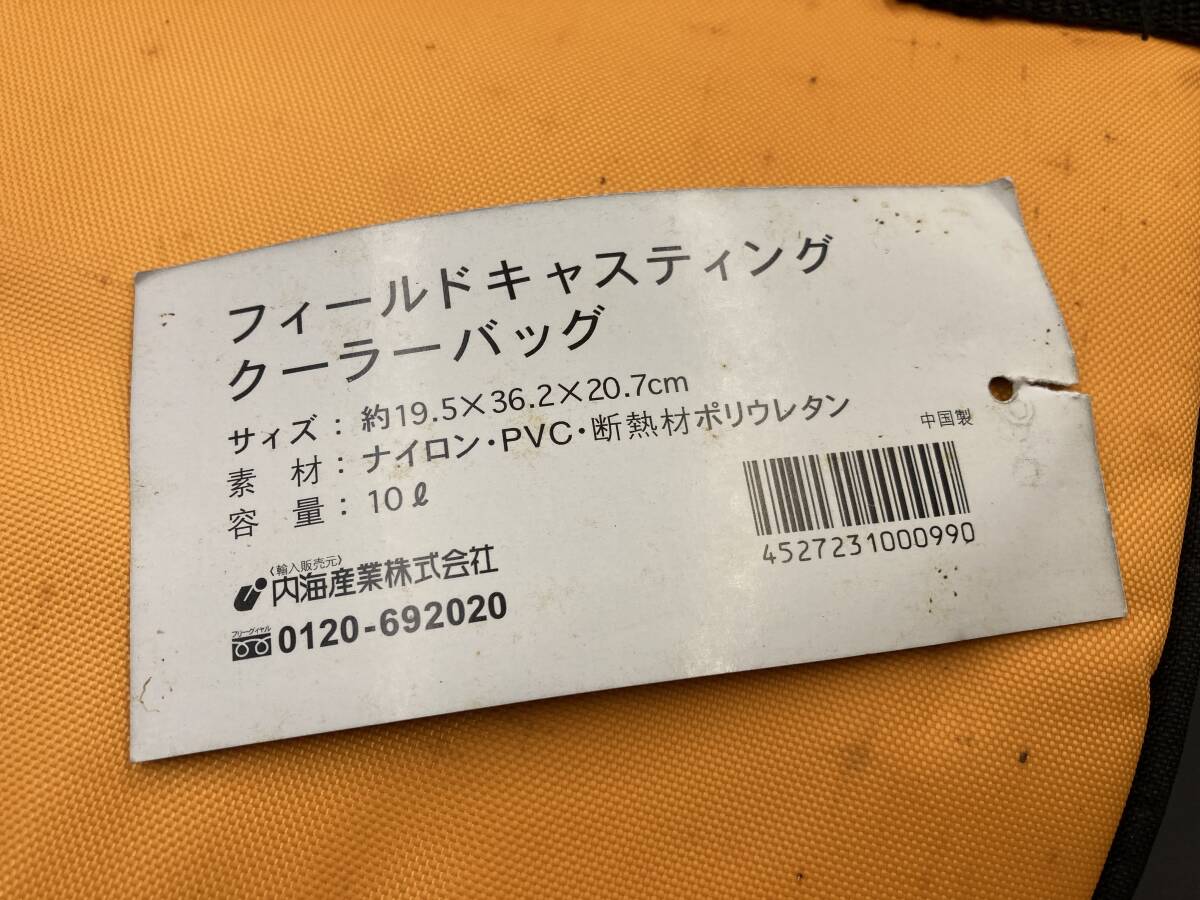 フィールドキャスティング
クーラーバッグ
サイズ：約19.5×36.2×20.7cm
素　材：ナイロン・PVC・断熱材ポリウレタン
容　量：10ℓ
中国製
4527231000990
〈輸入販売元〉
内海産業株式会社
フリーダイヤル
0120-692020